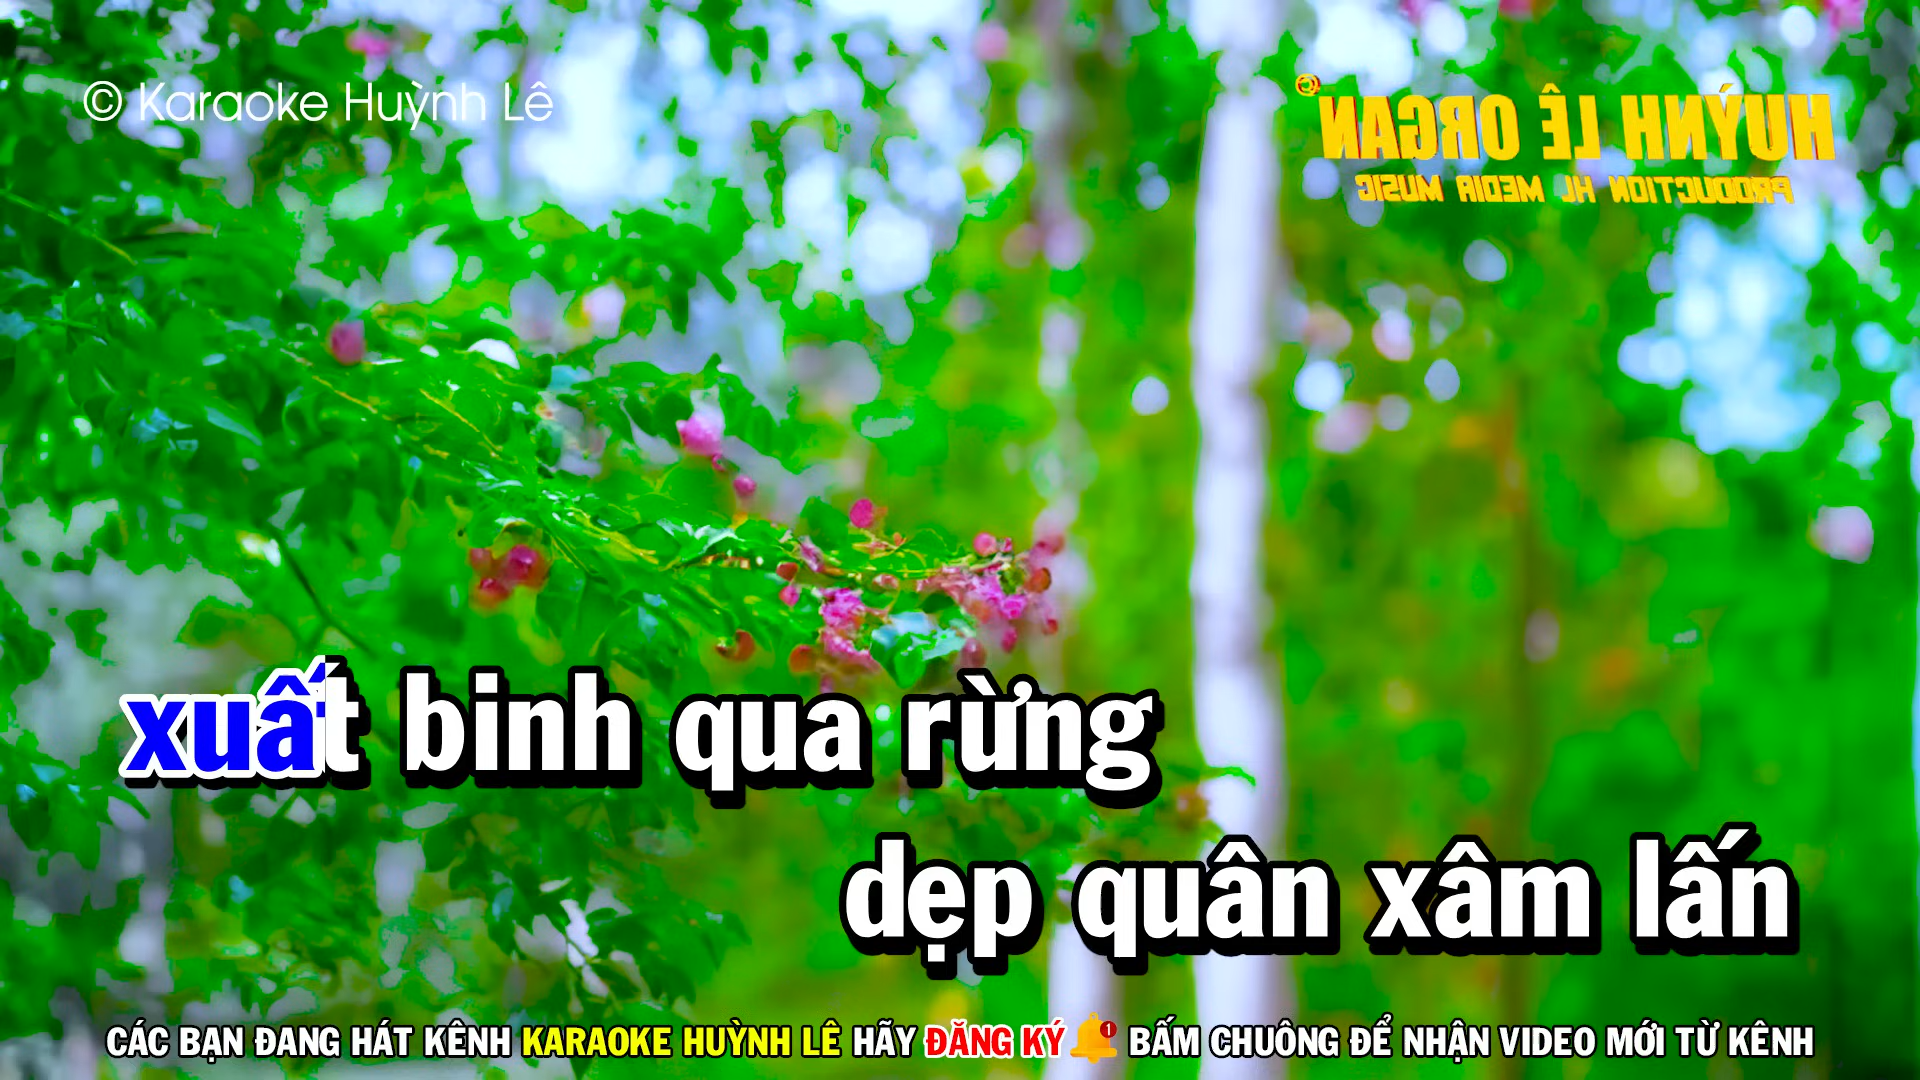 © Karaoke Huỳnh Lê
HUỲNH LÊ ORGAN
PRODUCTION HL MEDIA MUSIC
xuất binh qua rừng
dẹp quân xâm lấn
CÁC BẠN ĐANG HÁT KÊNH KARAOKE HUỲNH LÊ HÃY ĐĂNG KÝ 1 BẤM CHUÔNG ĐỂ NHẬN VIDEO MỚI TỪ KÊNH